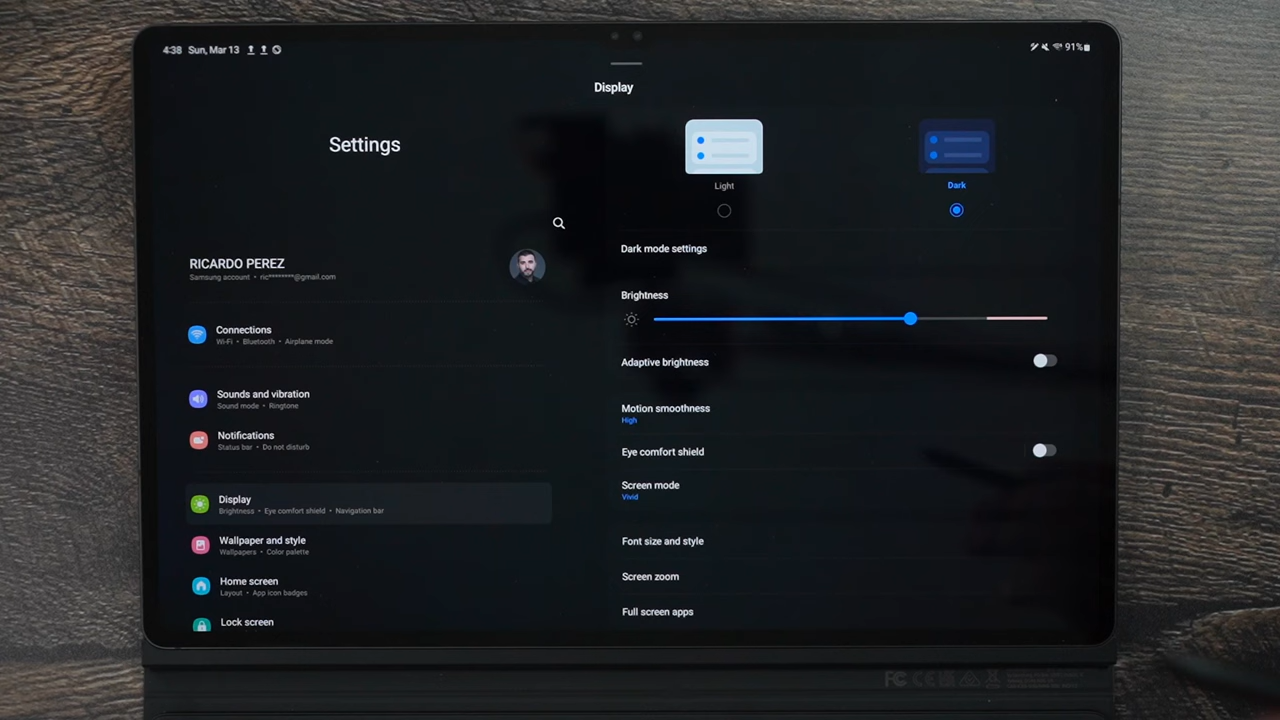 4:38 Sun, Mar 13
91%
Display
Settings
Light
Dark
Dark mode settings
RICARDO PEREZ
Samsung account • ric********@gmail.com
Brightness
Connections
Wi-Fi • Bluetooth • Airplane mode
Adaptive brightness
Sounds and vibration
Sound mode • Ringtone
Motion smoothness
High
Notifications
Status bar • Do not disturb
Eye comfort shield
Screen mode
Vivid
Display
Brightness • Eye comfort shield • Navigation bar
Wallpaper and style
Wallpapers • Color palette
Font size and style
Home screen
Layout • App icon badges
Screen zoom
Full screen apps
Lock screen
FC CE